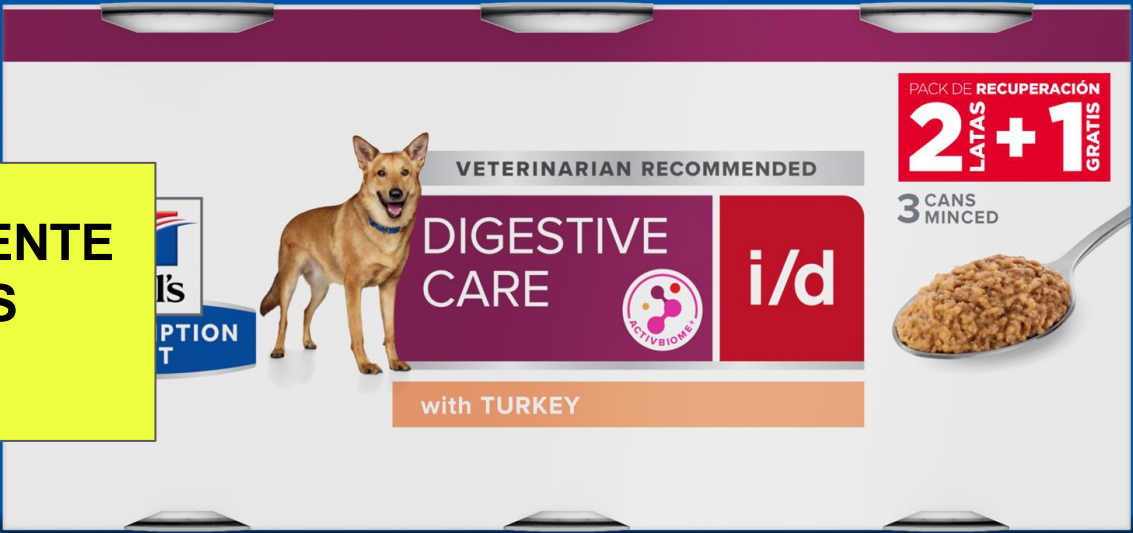 ENTE
S
l's
PTION
T
VETERINARIAN RECOMMENDED
DIGESTIVE
CARE
ACTIVBIOME+
i/d
with TURKEY
PACK DE RECUPERACIÓN
2 LATAS + 1 GRATIS
3 CANS
MINCED